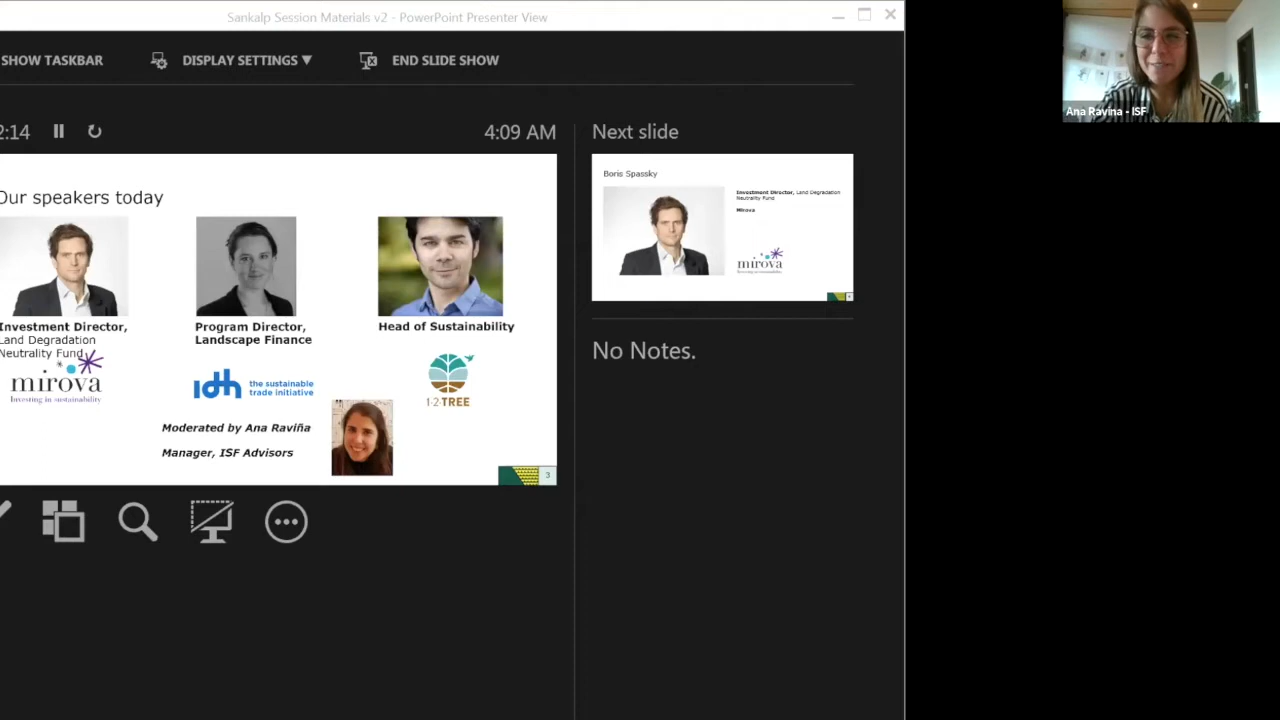 Sankalp Session Materials v2 - PowerPoint Presenter View
SHOW TASKBAR
DISPLAY SETTINGS ▼
END SLIDE SHOW
2:14
4:09 AM
Next slide
Our speakers today
Investment Director,
Land Degradation
Neutrality Fund
mirova
Investing in sustainability
Program Director,
Landscape Finance
idh
the sustainable
trade initiative
Head of Sustainability
1·2·TREE
Moderated by Ana Raviña
Manager, ISF Advisors
3
Boris Spassky
Investment Director, Land Degradation
Neutrality Fund
Mirova
mirova
Investing in sustainability
No Notes.
Ana Ravina - ISF